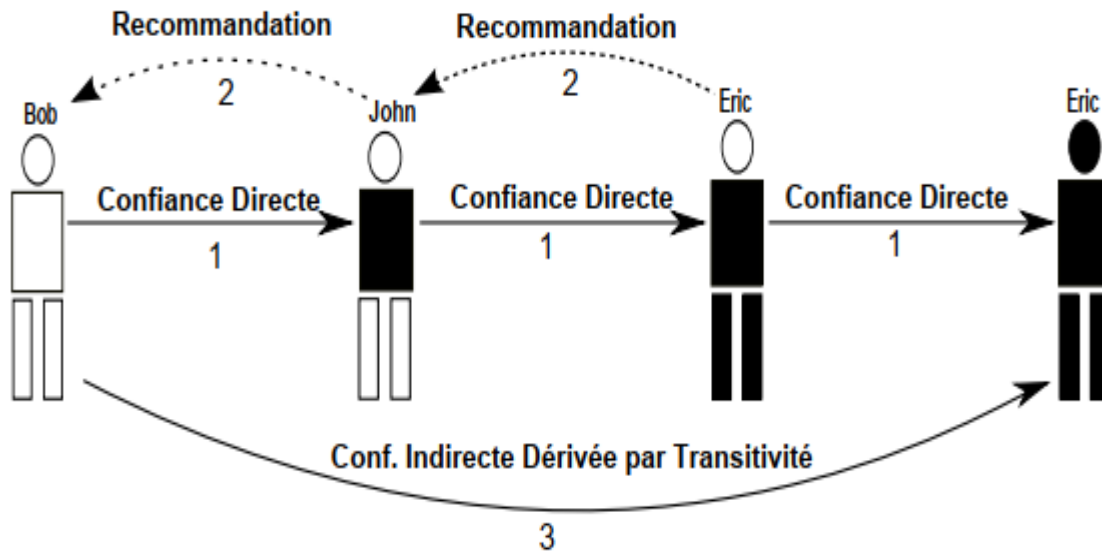 Recommandation
Recommandation
2
2
Bob
John
Eric
Eric
Confiance Directe
Confiance Directe
Confiance Directe
1
1
1
Conf. Indirecte Dérivée par Transitivité
3